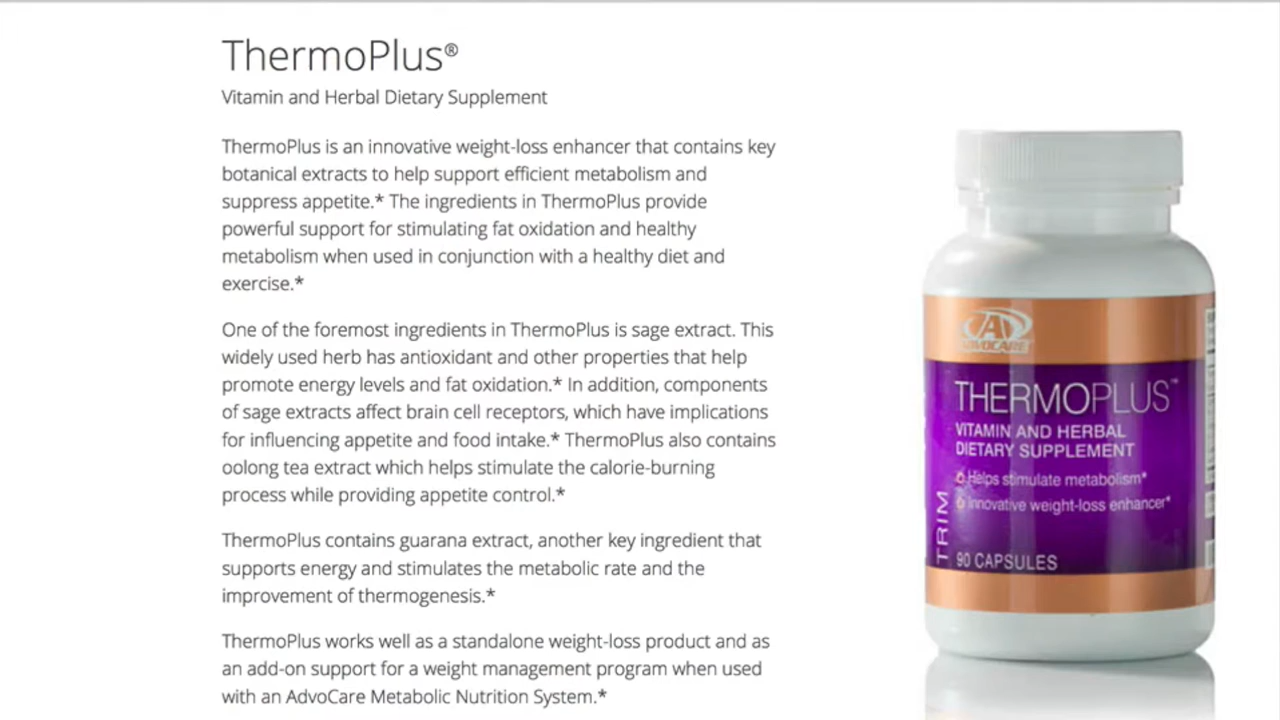 ThermoPlus®
Vitamin and Herbal Dietary Supplement
ThermoPlus is an innovative weight-loss enhancer that contains key
botanical extracts to help support efficient metabolism and
suppress appetite.* The ingredients in ThermoPlus provide
powerful support for stimulating fat oxidation and healthy
metabolism when used in conjunction with a healthy diet and
exercise.*
One of the foremost ingredients in ThermoPlus is sage extract. This
widely used herb has antioxidant and other properties that help
promote energy levels and fat oxidation.* In addition, components
of sage extracts affect brain cell receptors, which have implications
for influencing appetite and food intake.* ThermoPlus also contains
oolong tea extract which helps stimulate the calorie-burning
process while providing appetite control.*
ThermoPlus contains guarana extract, another key ingredient that
supports energy and stimulates the metabolic rate and the
improvement of thermogenesis.*
ThermoPlus works well as a standalone weight-loss product and as
an add-on support for a weight management program when used
with an AdvoCare Metabolic Nutrition System.*
A
ADVOCARE
THERMOPLUS™
VITAMIN AND HERBAL
DIETARY SUPPLEMENT
Helps stimulate metabolism*
Innovative weight-loss enhancer*
TRIM
90 CAPSULES